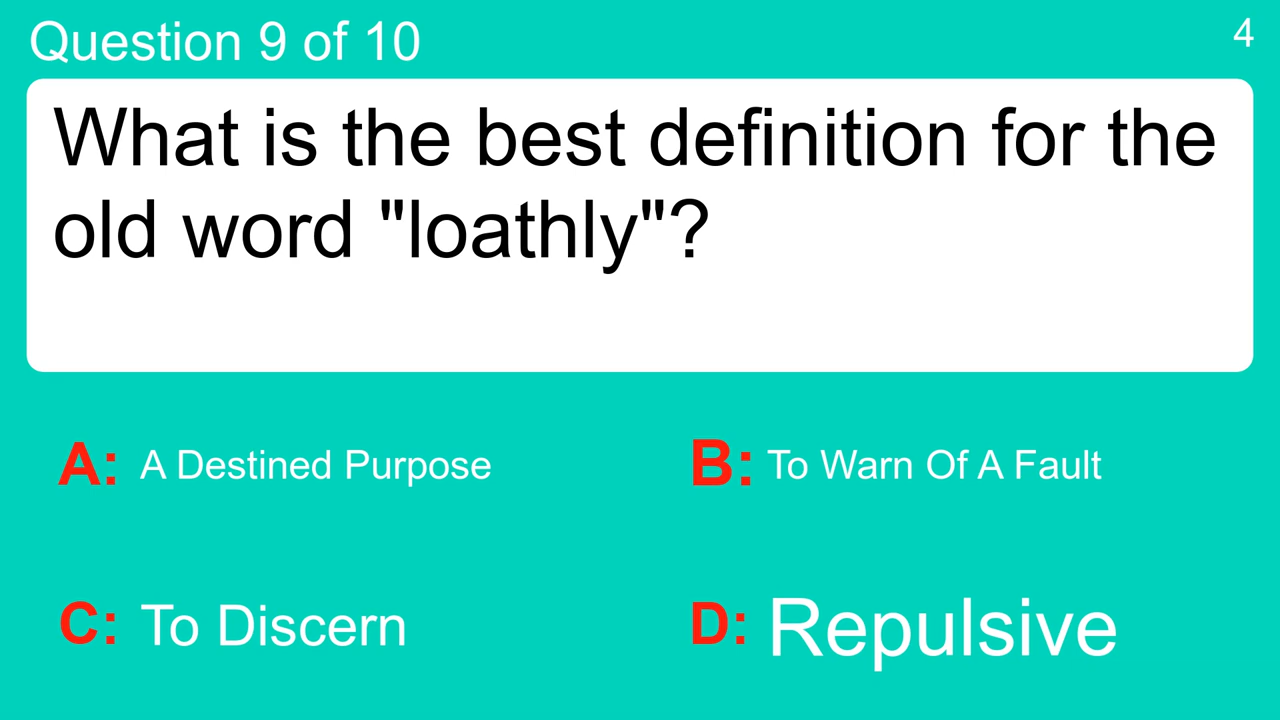 Question 9 of 10
4
What is the best definition for the
old word "loathly"?
A: A Destined Purpose
B: To Warn Of A Fault
C: To Discern
D: Repulsive